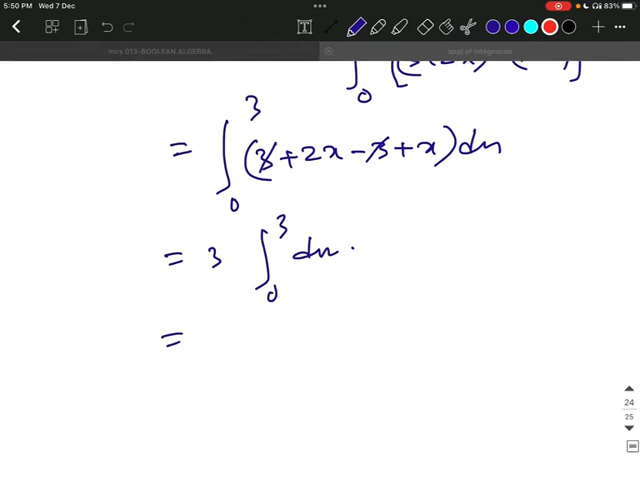 5:50 PM Wed 7 Dec
83%
mcs 013-BOOLEAN ALGEBRA.
appl of integration
∫₀
= ∫₀³ (3+2x-3+x) dx
= 3 ∫₀³ dx.
=
24
25